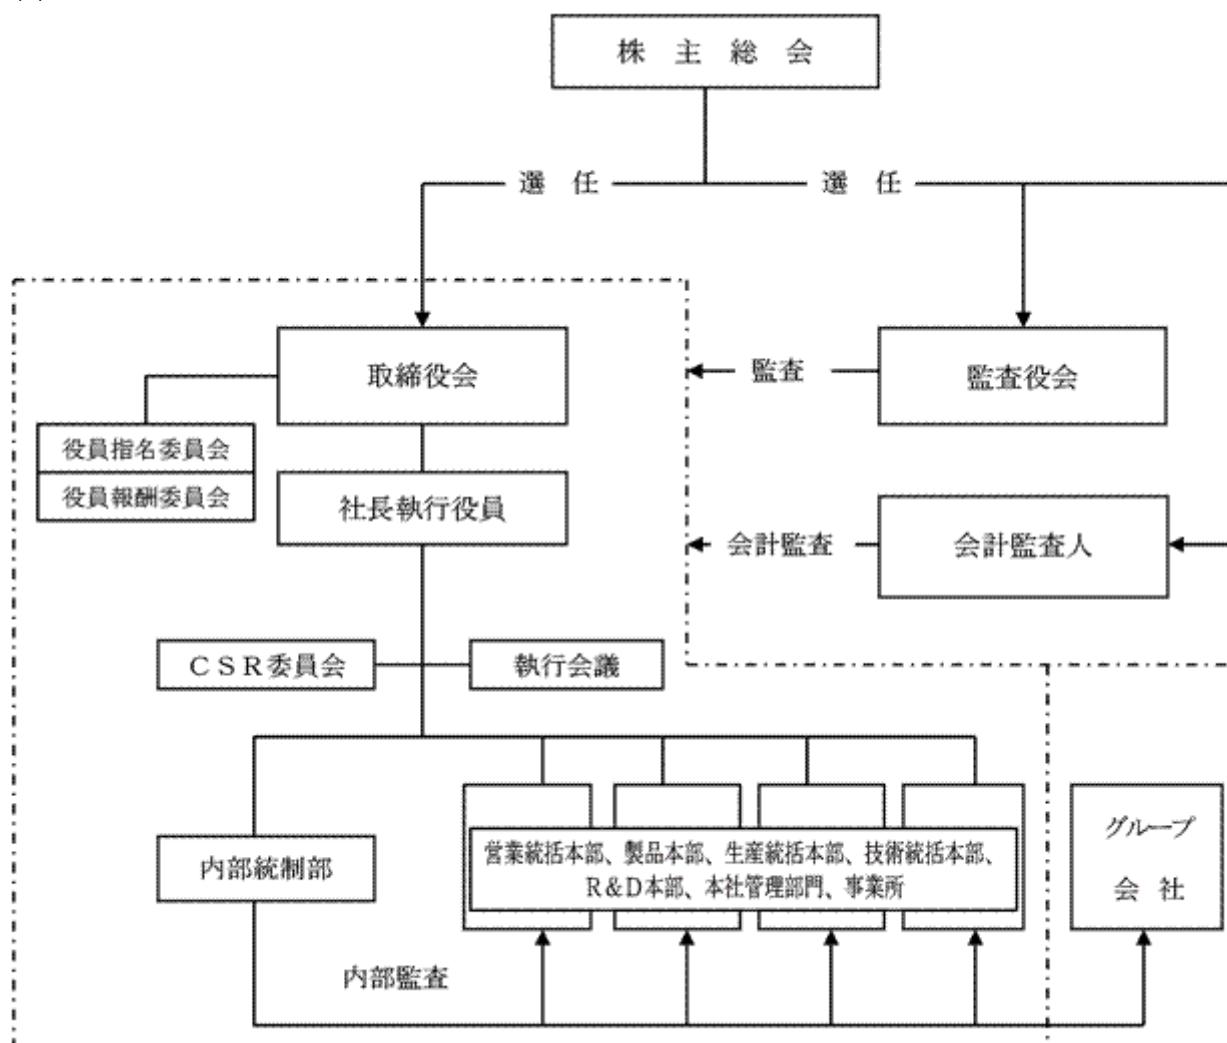 株主総会
選任
選任
取締役会
監査
監査役会
役員指名委員会
役員報酬委員会
社長執行役員
会計監査
会計監査人
ＣＳＲ委員会
執行会議
営業統括本部、製品本部、生産統括本部、技術統括本部、
Ｒ＆Ｄ本部、本社管理部門、事業所
内部統制部
グループ
会社
内部監査